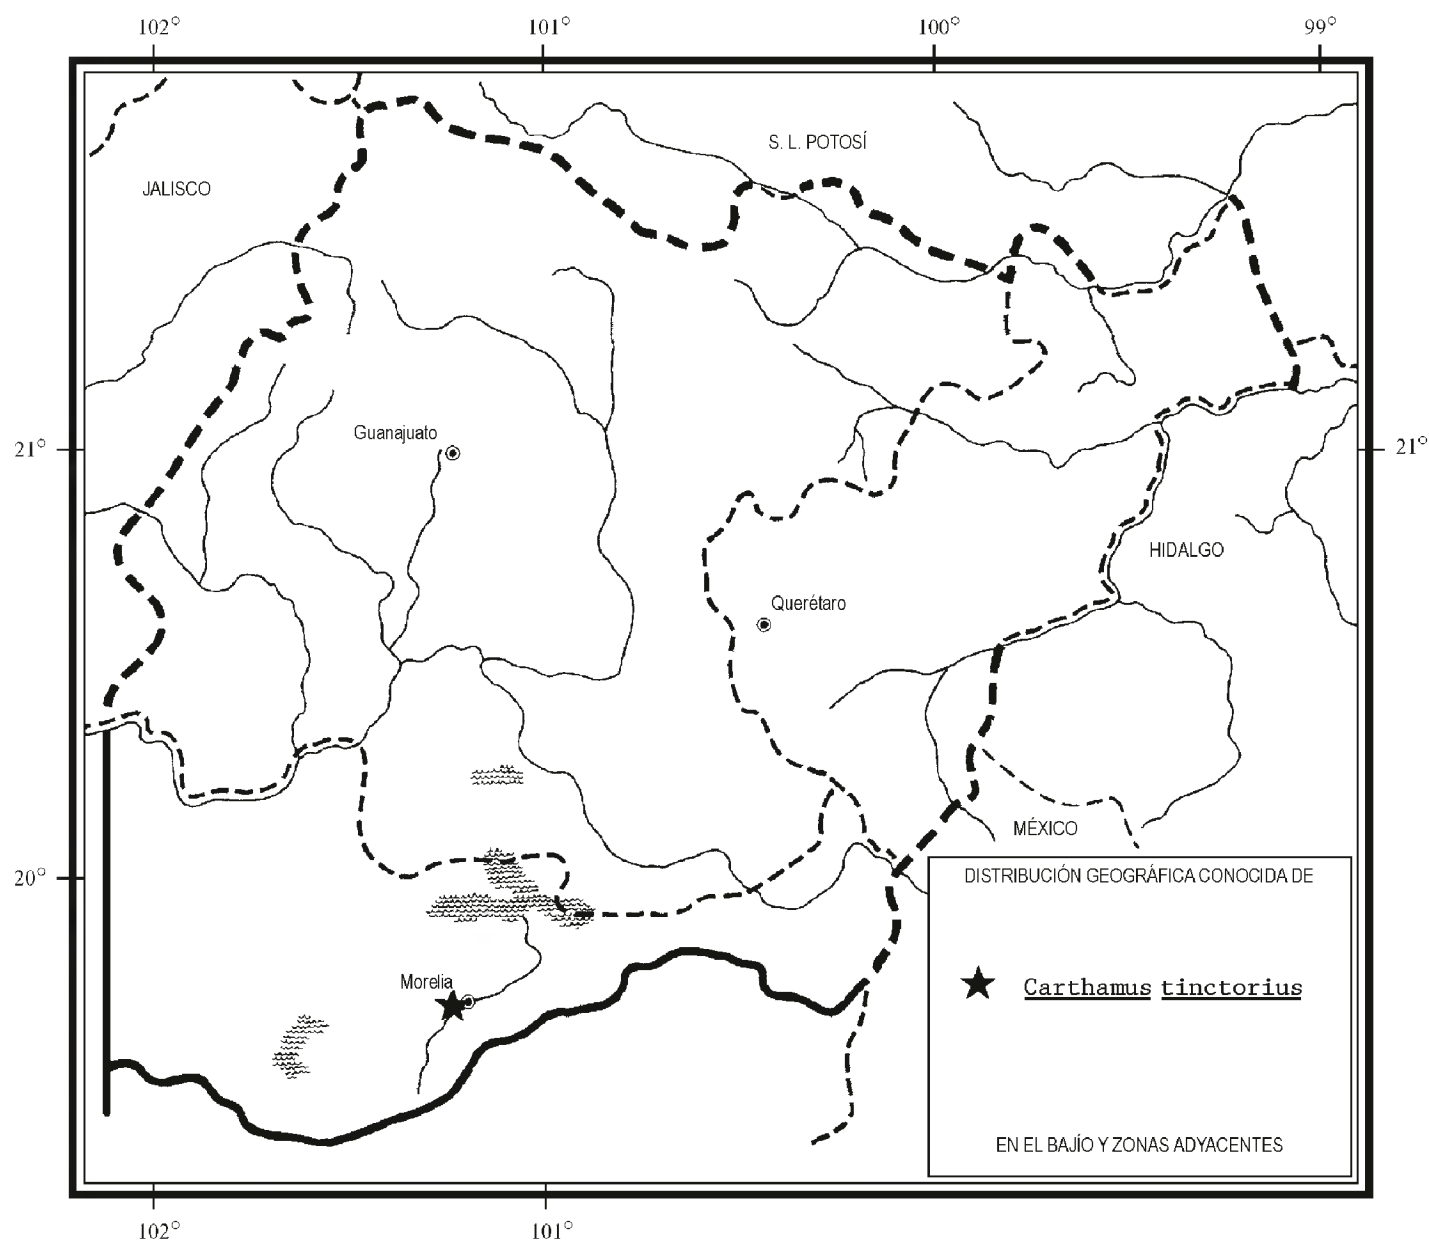 102° 101° 100° 99°
S. L. POTOSÍ
JALISCO
Guanajuato
21° 21°
HIDALGO
Querétaro
MÉXICO
20°
DISTRIBUCIÓN GEOGRÁFICA CONOCIDA DE
Morelia
Carthamus tinctorius
EN EL BAJÍO Y ZONAS ADYACENTES
102° 101°